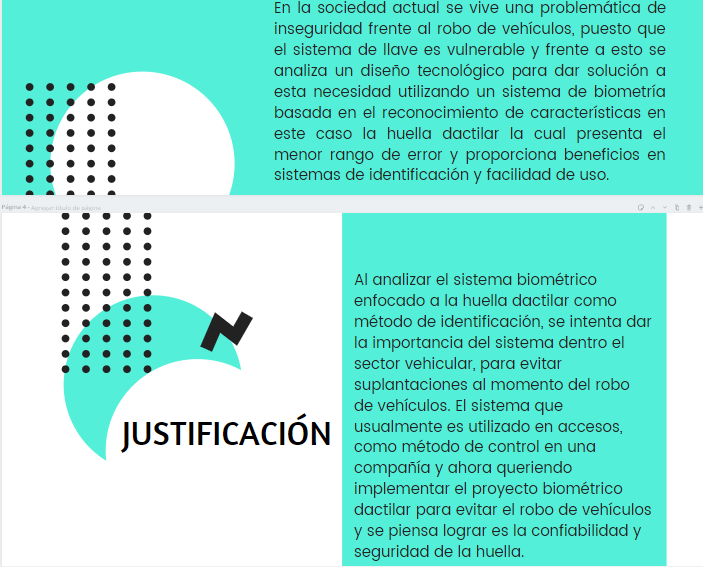 En la sociedad actual se vive una problemática de
inseguridad frente al robo de vehículos, puesto que
el sistema de llave es vulnerable y frente a esto se
analiza un diseño tecnológico para dar solución a
esta necesidad utilizando un sistema de biometría
basada en el reconocimiento de características en
este caso la huella dactilar la cual presenta el
menor rango de error y proporciona beneficios en
sistemas de identificación y facilidad de uso.
Página 4 - Agregar título de página
JUSTIFICACIÓN
Al analizar el sistema biométrico
enfocado a la huella dactilar como
método de identificación, se intenta dar
la importancia del sistema dentro el
sector vehicular, para evitar
suplantaciones al momento del robo
de vehículos. El sistema que
usualmente es utilizado en accesos,
como método de control en una
compañía y ahora queriendo
implementar el proyecto biométrico
dactilar para evitar el robo de vehículos
y se piensa lograr es la confiabilidad y
seguridad de la huella.